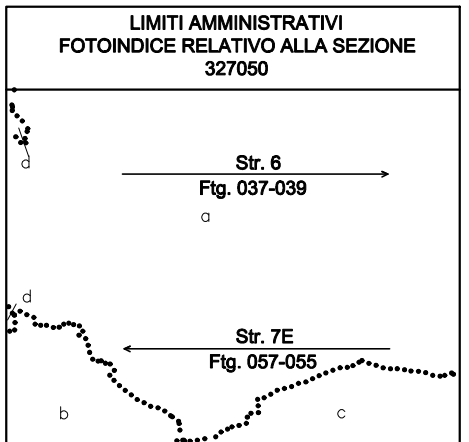 LIMITI AMMINISTRATIVI
FOTOINDICE RELATIVO ALLA SEZIONE
327050
d
Str. 6
Ftg. 037-039
a
d
Str. 7E
Ftg. 057-055
b
c